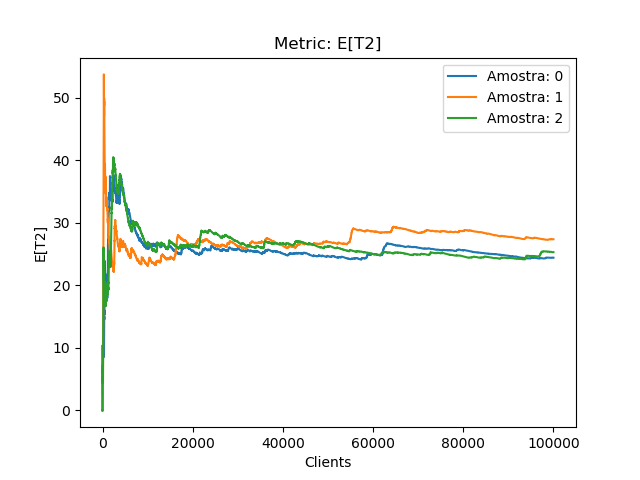 Metric: E[T2]
Amostra: 0
Amostra: 1
Amostra: 2
E[T2]
50
40
30
20
10
0
0 20000 40000 60000 80000 100000
Clients